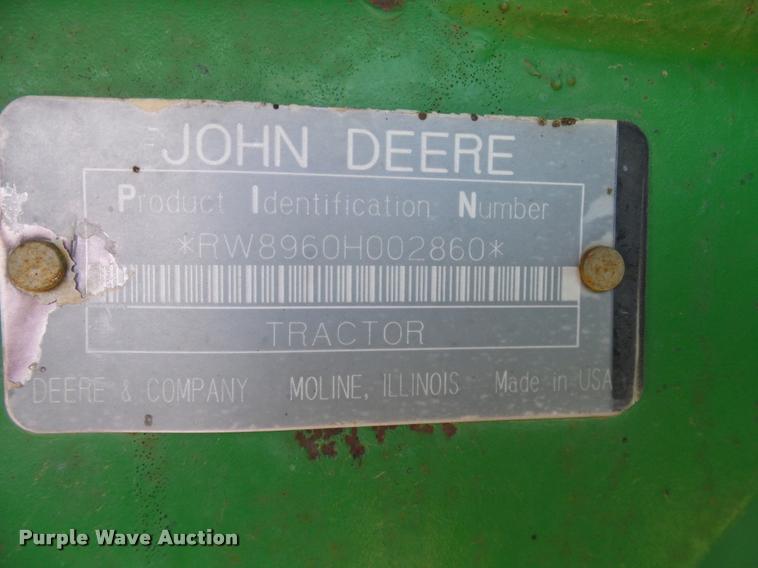 JOHN DEERE
Product Identification Number
*RW8960H002860*
TRACTOR
DEERE & COMPANY MOLINE, ILLINOIS Made in USA
Purple Wave Auction